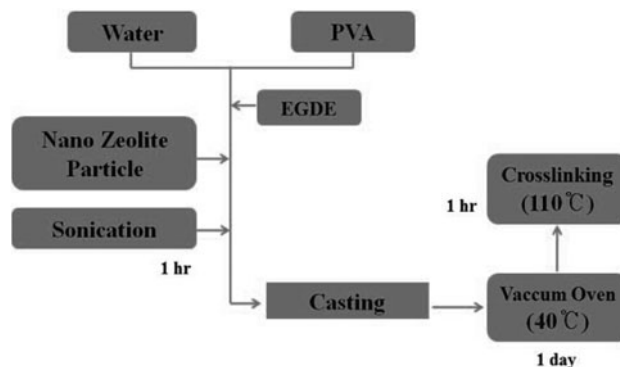 Water
PVA
EGDE
Nano Zeolite
Particle
Sonication
1 hr
Casting
Vaccum Oven
(40℃)
1 day
1 hr
Crosslinking
(110℃)